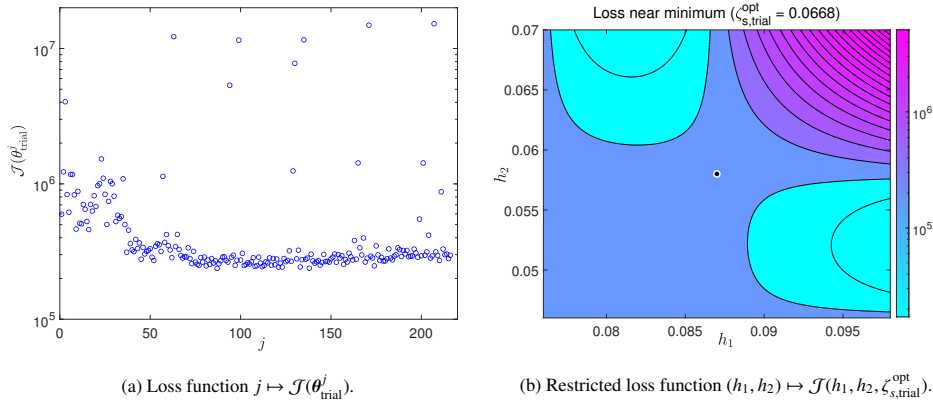 Loss near minimum (ζ_{s,trial}^{opt} = 0.0668)
10^7
10^6
10^5
𝒥(θ_{trial}^j)
0
50
100
150
200
j
0.07
0.065
0.06
0.055
0.05
h_2
0.08
0.085
0.09
0.095
h_1
10^6
10^5
(a) Loss function j ↦ 𝒥(θ_{trial}^j).
(b) Restricted loss function (h_1, h_2) ↦ 𝒥(h_1, h_2, ζ_{s,trial}^{opt}).